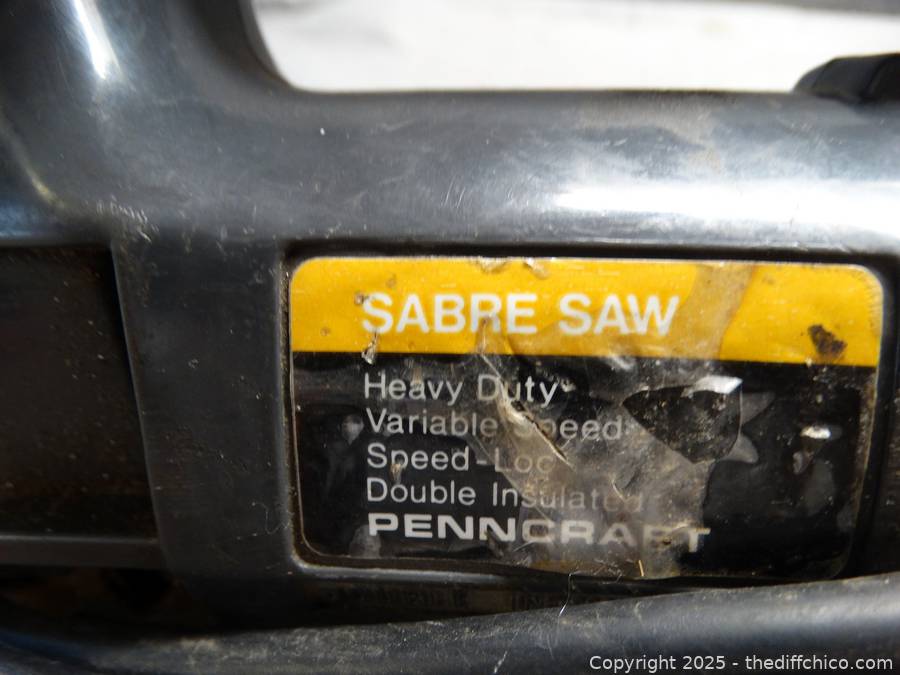 SABRE SAW
Heavy Duty
Variable Speed
Speed-Loc
Double Insulated
PENNCRAFT
Copyright 2025 - thediffchico.com